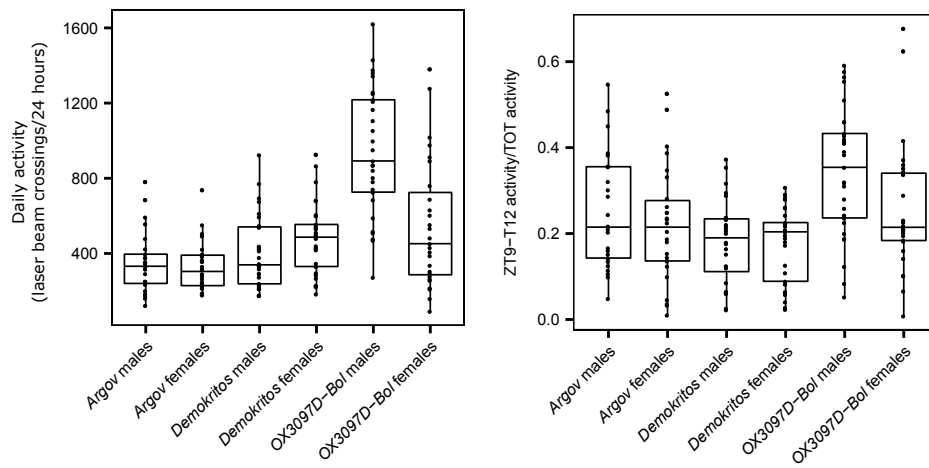 Daily activity
(laser beam crossings/24 hours)
1600
1200
800
400
Argov males
Argov females
Demokritos males
Demokritos females
OX3097D−Bol males
OX3097D−Bol females
ZT9−T12 activity/TOT activity
0.6
0.4
0.2
0.0
Argov males
Argov females
Demokritos males
Demokritos females
OX3097D−Bol males
OX3097D−Bol females